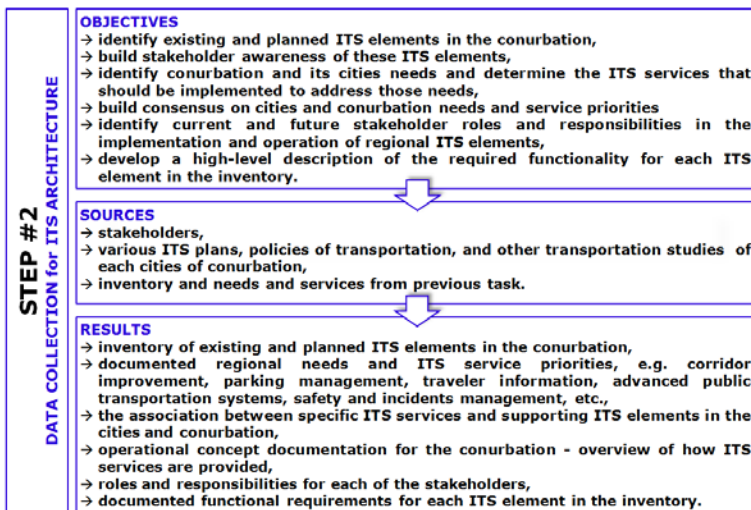 STEP #2
DATA COLLECTION for ITS ARCHITECTURE
OBJECTIVES
→ identify existing and planned ITS elements in the conurbation,
→ build stakeholder awareness of these ITS elements,
→ identify conurbation and its cities needs and determine the ITS services that
should be implemented to address those needs,
→ build consensus on cities and conurbation needs and service priorities
→ identify current and future stakeholder roles and responsibilities in the
implementation and operation of regional ITS elements,
→ develop a high-level description of the required functionality for each ITS
element in the inventory.
SOURCES
→ stakeholders,
→ various ITS plans, policies of transportation, and other transportation studies of
each cities of conurbation,
→ inventory and needs and services from previous task.
RESULTS
→ inventory of existing and planned ITS elements in the conurbation,
→ documented regional needs and ITS service priorities, e.g. corridor
improvement, parking management, traveler information, advanced public
transportation systems, safety and incidents management, etc.,
→ the association between specific ITS services and supporting ITS elements in the
cities and conurbation,
→ operational concept documentation for the conurbation - overview of how ITS
services are provided,
→ roles and responsibilities for each of the stakeholders,
→ documented functional requirements for each ITS element in the inventory.